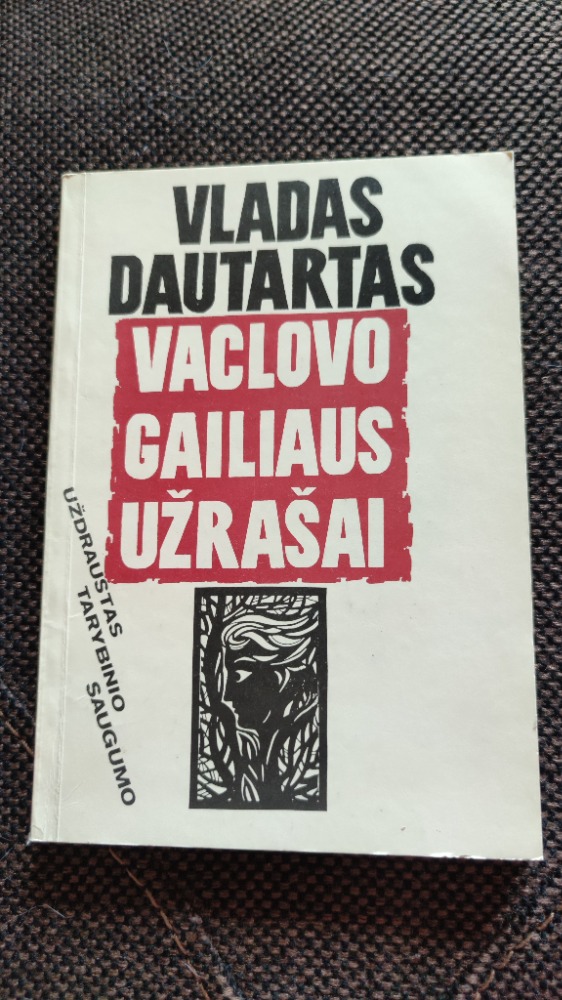 VLADAS
DAUTARTAS
VACLOVO
GAILIAUS
UŽRAŠAI
UŽDRAUSTAS
TARYBINIO
SAUGUMO